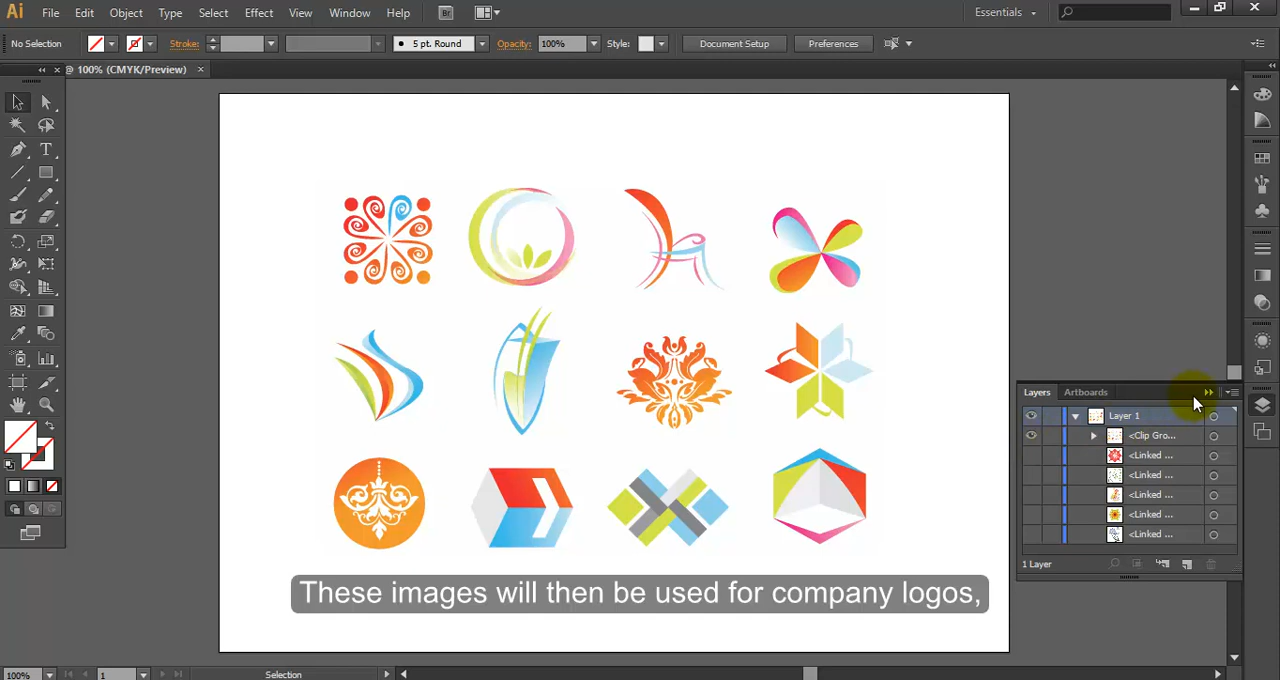 Ai File Edit Object Type Select Effect View Window Help Br Essentials
No Selection Stroke: 5 pt. Round Opacity: 100% Style: Document Setup Preferences
@ 100% (CMYK/Preview)
Layers Artboards
Layer 1
<Clip Gro...
<Linked ...
<Linked ...
<Linked ...
<Linked ...
<Linked ...
1 Layer
These images will then be used for company logos,
100% 1 Selection